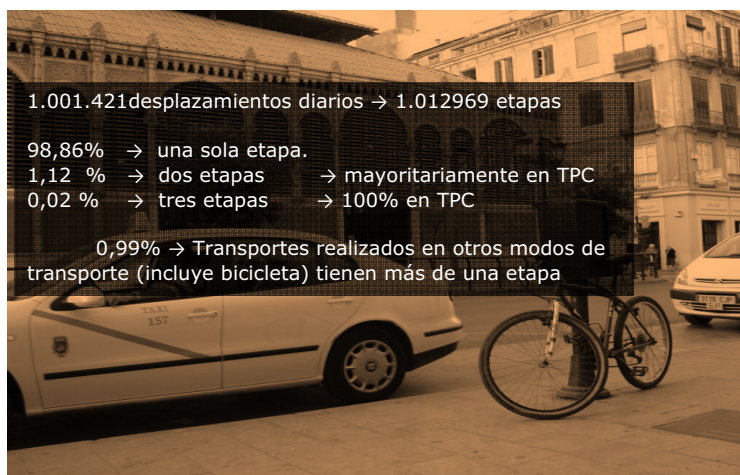 1.001.421desplazamientos diarios → 1.012969 etapas
98,86% → una sola etapa.
1,12 % → dos etapas → mayoritariamente en TPC
0,02 % → tres etapas → 100% en TPC
0,99% → Transportes realizados en otros modos de
transporte (incluye bicicleta) tienen más de una etapa
TAXI
157
3116 CJP